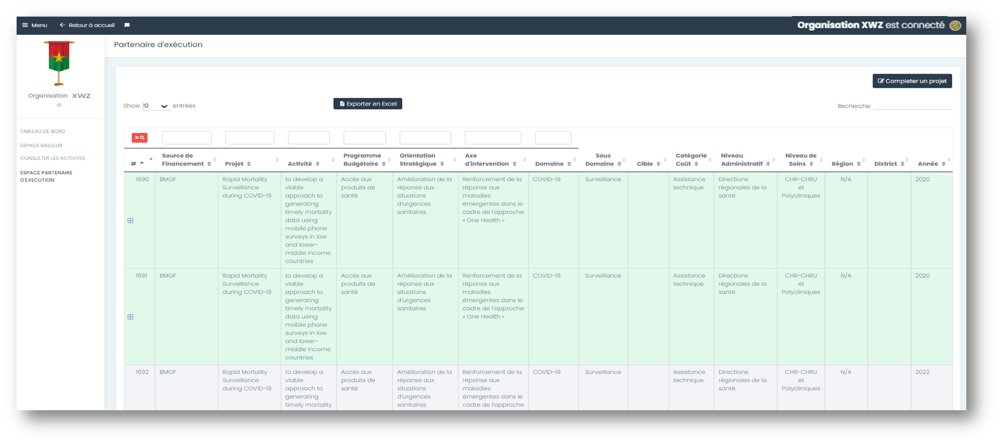 Menu
Retour à accueil
Organisation XWZ est connecté
Organisation XWZ
TABLEAU DE BORD
ESPACE BAILLEUR
CONSULTER LES ACTIVITES
ESPACE PARTENAIRE
D'EXECUTION
Partenaire d'exécution
Completer un projet
Show 10 entrées
Exporter en Excel
Recherche:
#
Source de
Financement
Projet
Activité
Programme
Budgétaire
Orientation
Stratégique
Axe
d'intervention
Domaine
Sous
Domaine
Cible
Catégorie
Coût
Niveau
Administratif
Niveau de
Soins
Région
District
Année
1690
BMGF
Rapid Mortality
Surveillance
during COVID-19
to develop a
viable
approach to
generating
timely mortality
data using
mobile phone
surveys in low
and lower-
middle income
countries
Accès aux
produits de
santé
Amélioration de la
réponse aux
situations
d'urgences
sanitaires
Renforcement de la
réponse aux
maladies
émergentes dans le
cadre de l'approche
« One Health »
COVID-19
Surveillance
Assistance
technique
Directions
régionales de la
santé
CHR-CHRU
et
Polycliniques
N/A
2020
1691
BMGF
Rapid Mortality
Surveillance
during COVID-19
to develop a
viable
approach to
generating
timely mortality
data using
mobile phone
surveys in low
and lower-
middle income
countries
Accès aux
produits de
santé
Amélioration de la
réponse aux
situations
d'urgences
sanitaires
Renforcement de la
réponse aux
maladies
émergentes dans le
cadre de l'approche
« One Health »
COVID-19
Surveillance
Assistance
technique
Directions
régionales de la
santé
CHR-CHRU
et
Polycliniques
N/A
2020
1692
BMGF
Rapid Mortality
Surveillance
during COVID-19
to develop a
viable
approach to
generating
timely mortality
Accès aux
produits de
santé
Amélioration de la
réponse aux
situations
d'urgences
sanitaires
Renforcement de la
réponse aux
maladies
émergentes dans le
cadre de l'approche
COVID-19
Surveillance
Assistance
technique
Directions
régionales de la
santé
CHR-CHRU
et
Polycliniques
N/A
2022